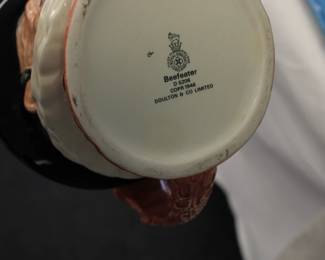 Beefeater
D 6206
COPR 1946
DOULTON & CO LIMITED